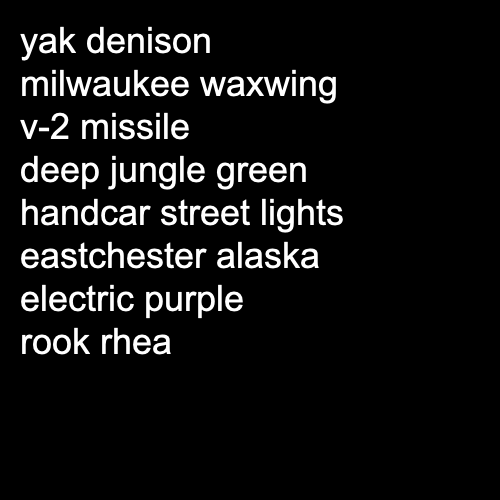 yak denison
milwaukee waxwing
v-2 missile
deep jungle green
handcar street lights
eastchester alaska
electric purple
rook rhea